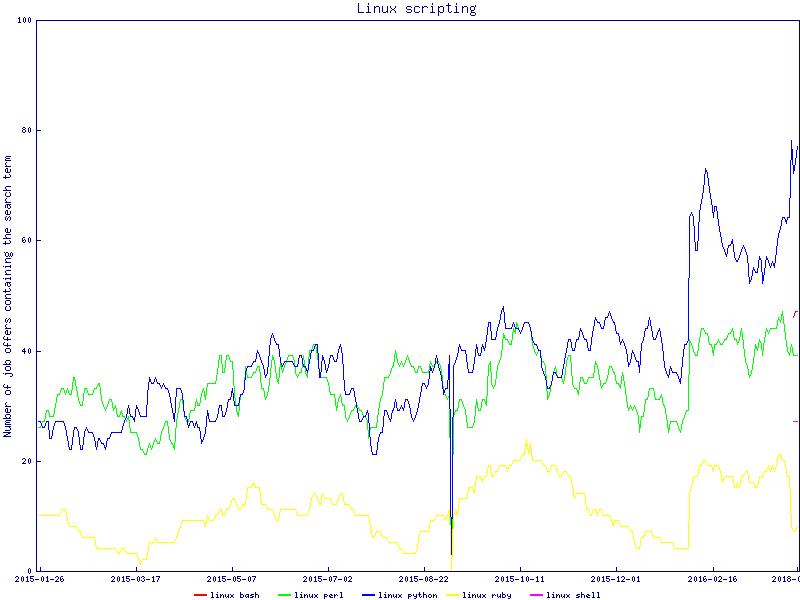 Linux scripting
Number of job offers containing the search term
100
80
60
40
20
0
2015-01-26 2015-03-17 2015-05-07 2015-07-02 2015-08-22 2015-10-11 2015-12-01 2016-02-16 2018-0
linux bash linux perl linux python linux ruby linux shell